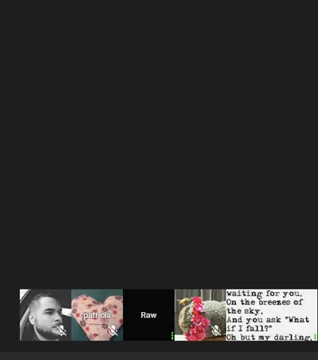 patricia
Raw
waiting for you,
On the breezes of
the sky,
And you ask "What
if I fall?"
Oh but my darling,